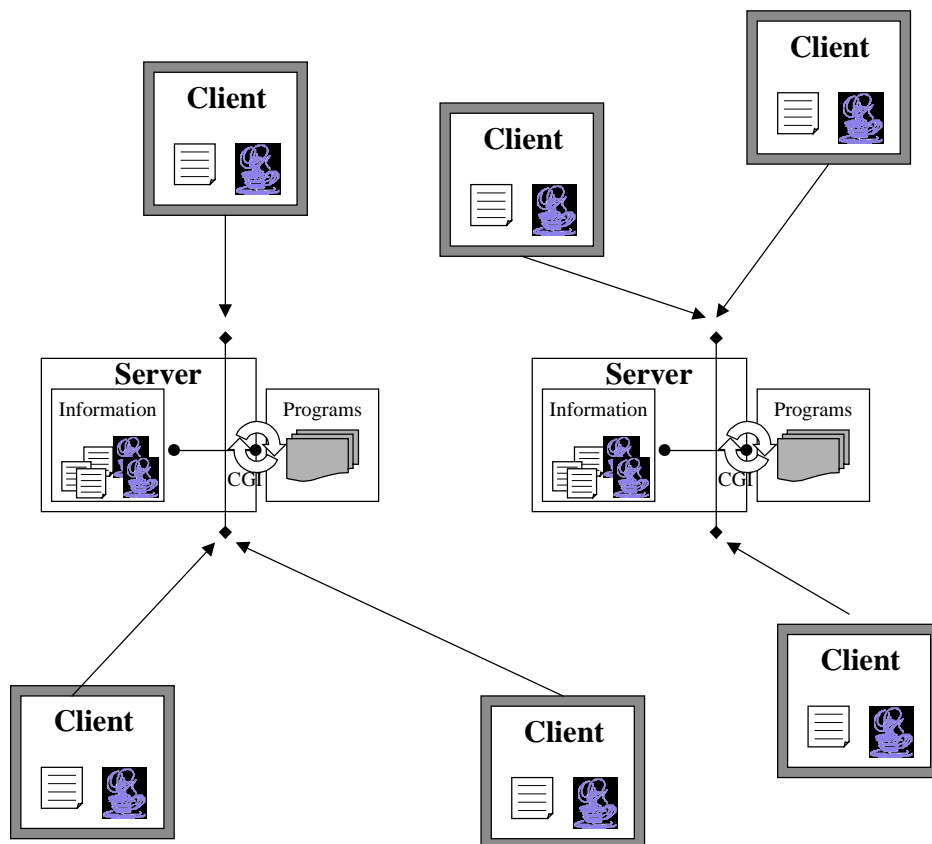 Client
Client
Client
Server
Information
Programs
CGI
Server
Information
Programs
CGI
Client
Client
Client